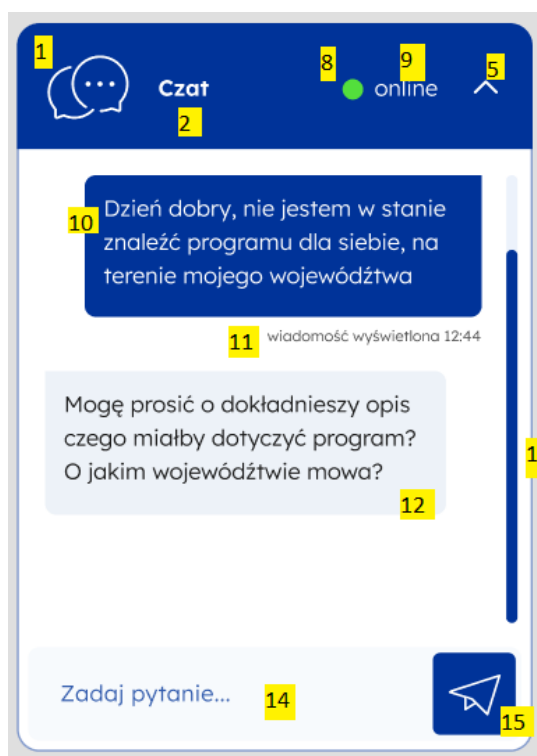 1
8
9
5
Czat
online
2
10
Dzień dobry, nie jestem w stanie
znaleźć programu dla siebie, na
terenie mojego województwa
11
wiadomość wyświetlona 12:44
Mogę prosić o dokładnieszy opis
czego miałby dotyczyć program?
O jakim województwie mowa?
1
12
Zadaj pytanie...
14
15